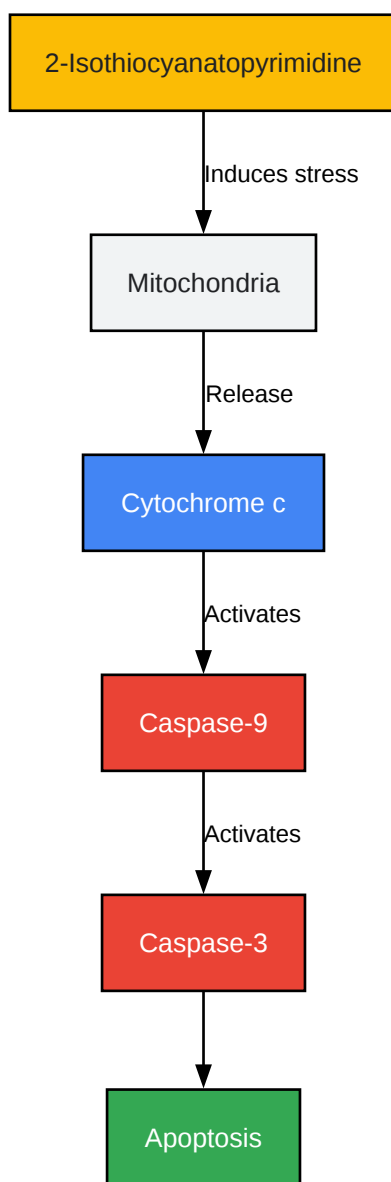 2-Isothiocyanatopyrimidine
Induces stress
Mitochondria
Release
Cytochrome c
Activates
Caspase-9
Activates
Caspase-3
Apoptosis